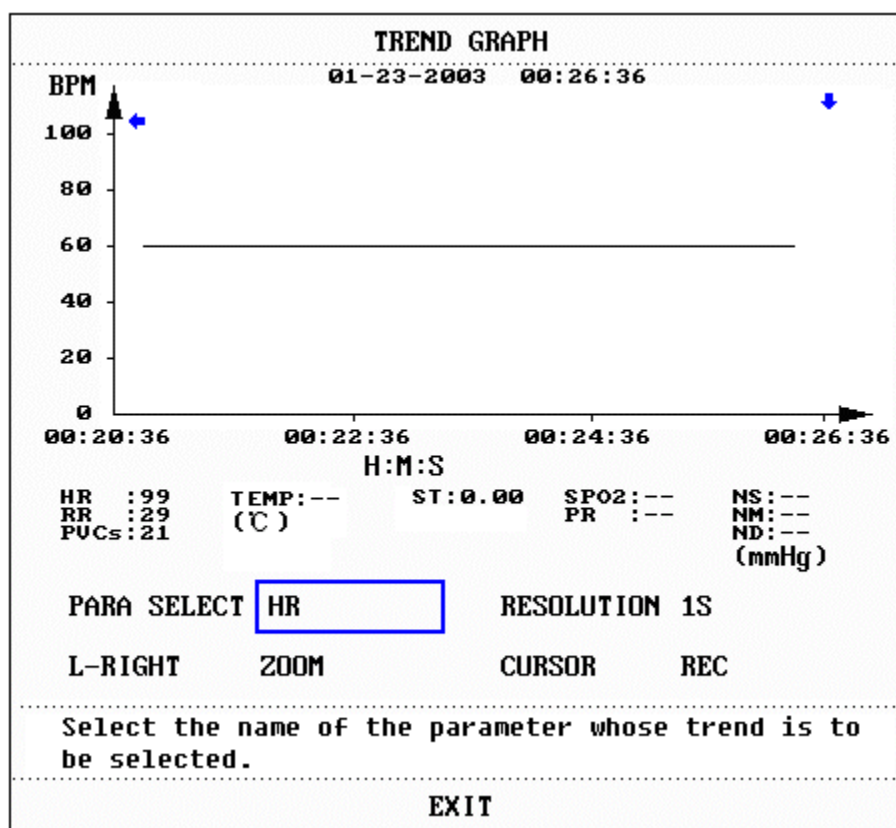 TREND GRAPH
01-23-2003 00:26:36
BPM
100
80
60
40
20
0
00:20:36 00:22:36 00:24:36 00:26:36
H:M:S
HR :99 TEMP:-- ST:0.00 SPO2:-- NS:--
RR :29 (℃) PR :-- NM:--
PVCs:21 ND:--
(mmHg)
PARA SELECT HR RESOLUTION 1S
L-RIGHT ZOOM CURSOR REC
Select the name of the parameter whose trend is to
be selected.
EXIT